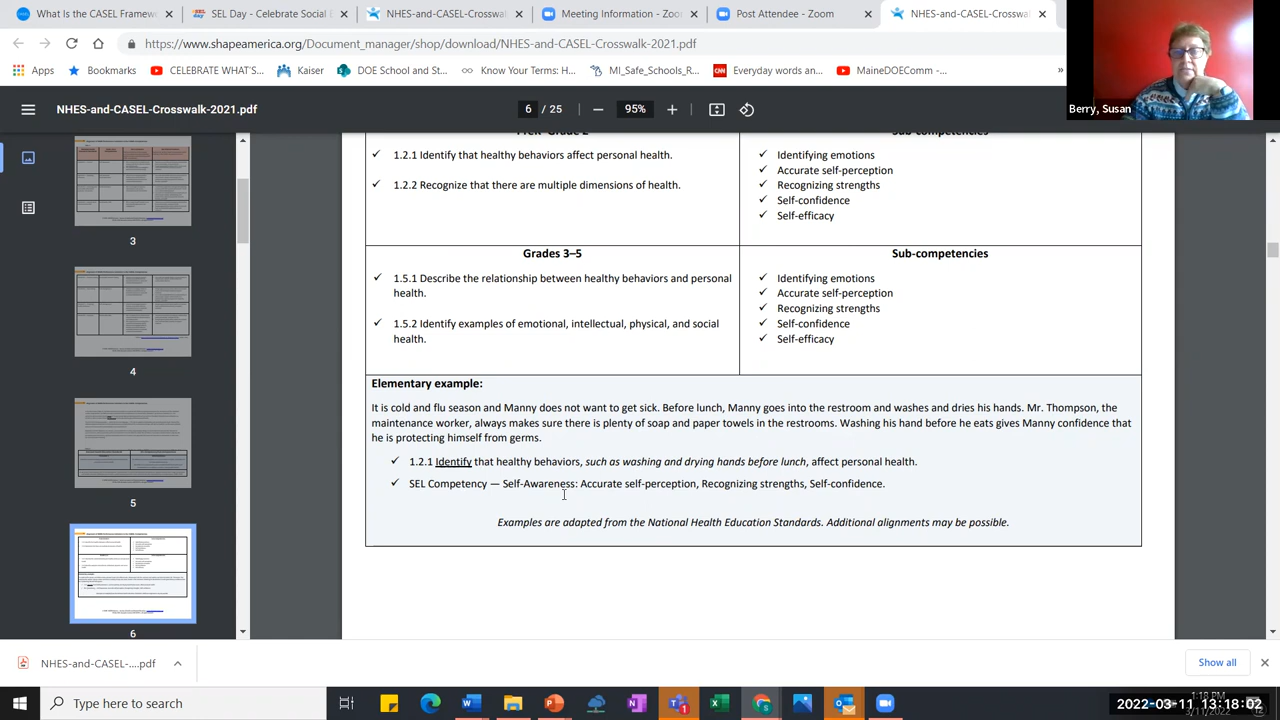 What is the CASEL Framew
SEL Day - Celebrate Social
NHES-and-CASEL-Crosswal
Meeting Information - Zoo
Post Attendee - Zoom
NHES-and-CASEL-Crosswal
https://www.shapeamerica.org/Document_manager/shop/download/NHES-and-CASEL-Crosswalk-2021.pdf
Apps
Bookmarks
CELEBRATE WHAT'S...
Kaiser
DOE School and St...
Know Your Terms: H...
MI_Safe_Schools_R...
Everyday words an...
MaineDOEComm -...
»
Berry, Susan
NHES-and-CASEL-Crosswalk-2021.pdf
6 / 25
95%
3
4
5
6
PreK–Grade 2
Sub-competencies
✓ 1.2.1 Identify that healthy behaviors affect personal health.
✓ 1.2.2 Recognize that there are multiple dimensions of health.
✓ Identifying emotions
✓ Accurate self-perception
✓ Recognizing strengths
✓ Self-confidence
✓ Self-efficacy
Grades 3–5
Sub-competencies
✓ 1.5.1 Describe the relationship between healthy behaviors and personal
health.
✓ 1.5.2 Identify examples of emotional, intellectual, physical, and social
health.
✓ Identifying emotions
✓ Accurate self-perception
✓ Recognizing strengths
✓ Self-confidence
✓ Self-efficacy
Elementary example:
It is cold and flu season and Manny does not want to get sick. Before lunch, Manny goes into the restroom and washes and dries his hands. Mr. Thompson, the
maintenance worker, always makes sure there is plenty of soap and paper towels in the restrooms. Washing his hand before he eats gives Manny confidence that
he is protecting himself from germs.
✓ 1.2.1 Identify that healthy behaviors, such as washing and drying hands before lunch, affect personal health.
✓ SEL Competency — Self-Awareness: Accurate self-perception, Recognizing strengths, Self-confidence.
Examples are adapted from the National Health Education Standards. Additional alignments may be possible.
NHES-and-CASEL-....pdf
Show all
Type here to search
1:18 PM
3/11/2022
2022-03-11 13:18:02